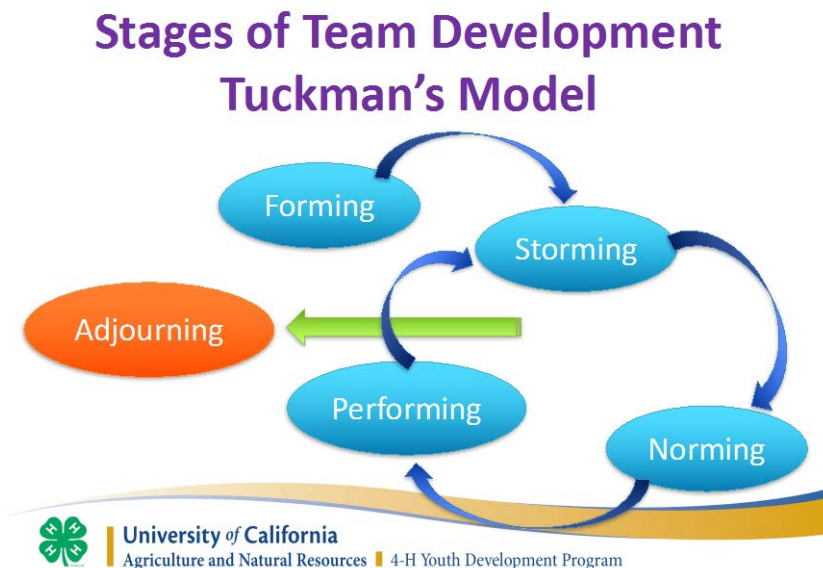 Stages of Team Development
Tuckman's Model
Forming
Storming
Adjourning
Performing
Norming
H H H H
University of California
Agriculture and Natural Resources 4-H Youth Development Program